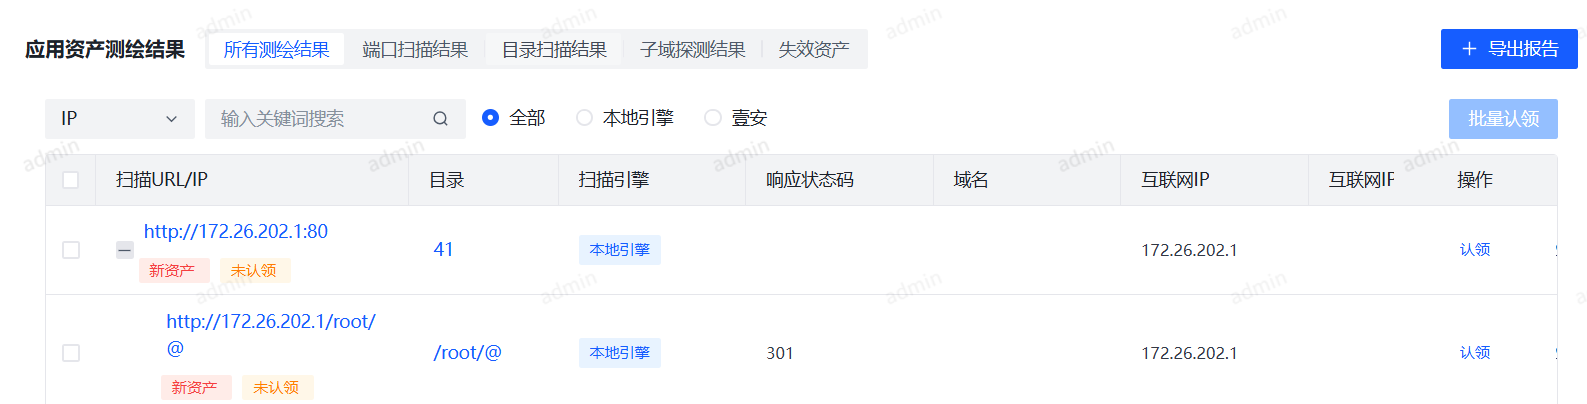 应用资产测绘结果 所有测绘结果 端口扫描结果 目录扫描结果 子域探测结果 失效资产 + 导出报告
IP 输入关键词搜索 全部 本地引擎 壹安 批量认领
扫描URL/IP 目录 扫描引擎 响应状态码 域名 互联网IP 互联网IF 操作
http://172.26.202.1:80
41 本地引擎 172.26.202.1 认领
新资产 未认领
http://172.26.202.1/root/
@
/root/@ 本地引擎 301 172.26.202.1 认领
新资产 未认领
admin admin admin admin admin
admin admin admin admin admin
admin admin admin admin